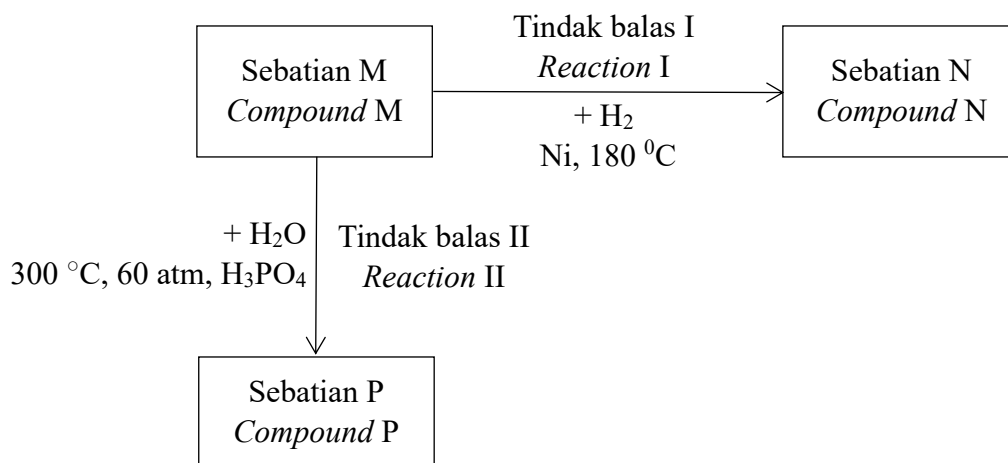 Sebatian M
Compound M
Tindak balas I
Reaction I
+ H₂
Ni, 180 ⁰C
Sebatian N
Compound N
+ H₂O
300 °C, 60 atm, H₃PO₄
Tindak balas II
Reaction II
Sebatian P
Compound P